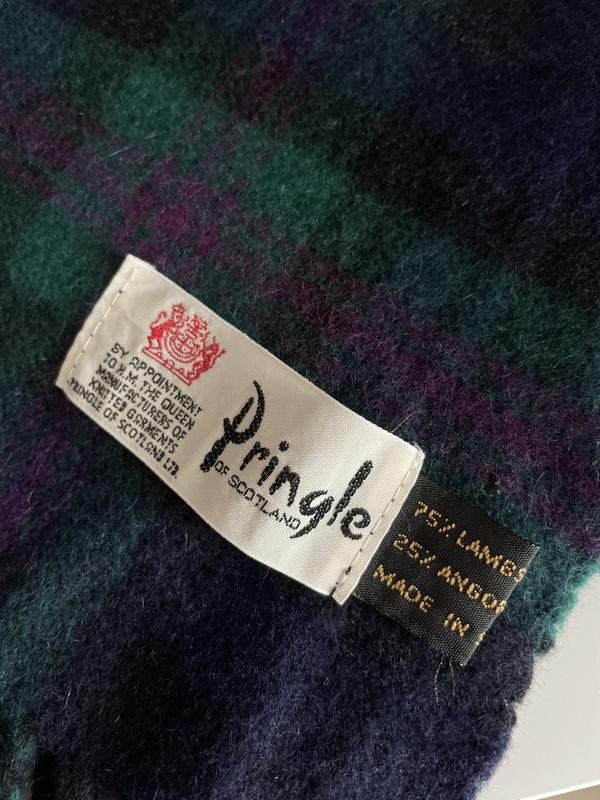 BY APPOINTMENT
TO H.M. THE QUEEN
MANUFACTURERS OF
KNITTED GARMENTS
PRINGLE OF SCOTLAND LTD.
Pringle
OF SCOTLAND
75% LAMBS
25% ANGO
MADE IN